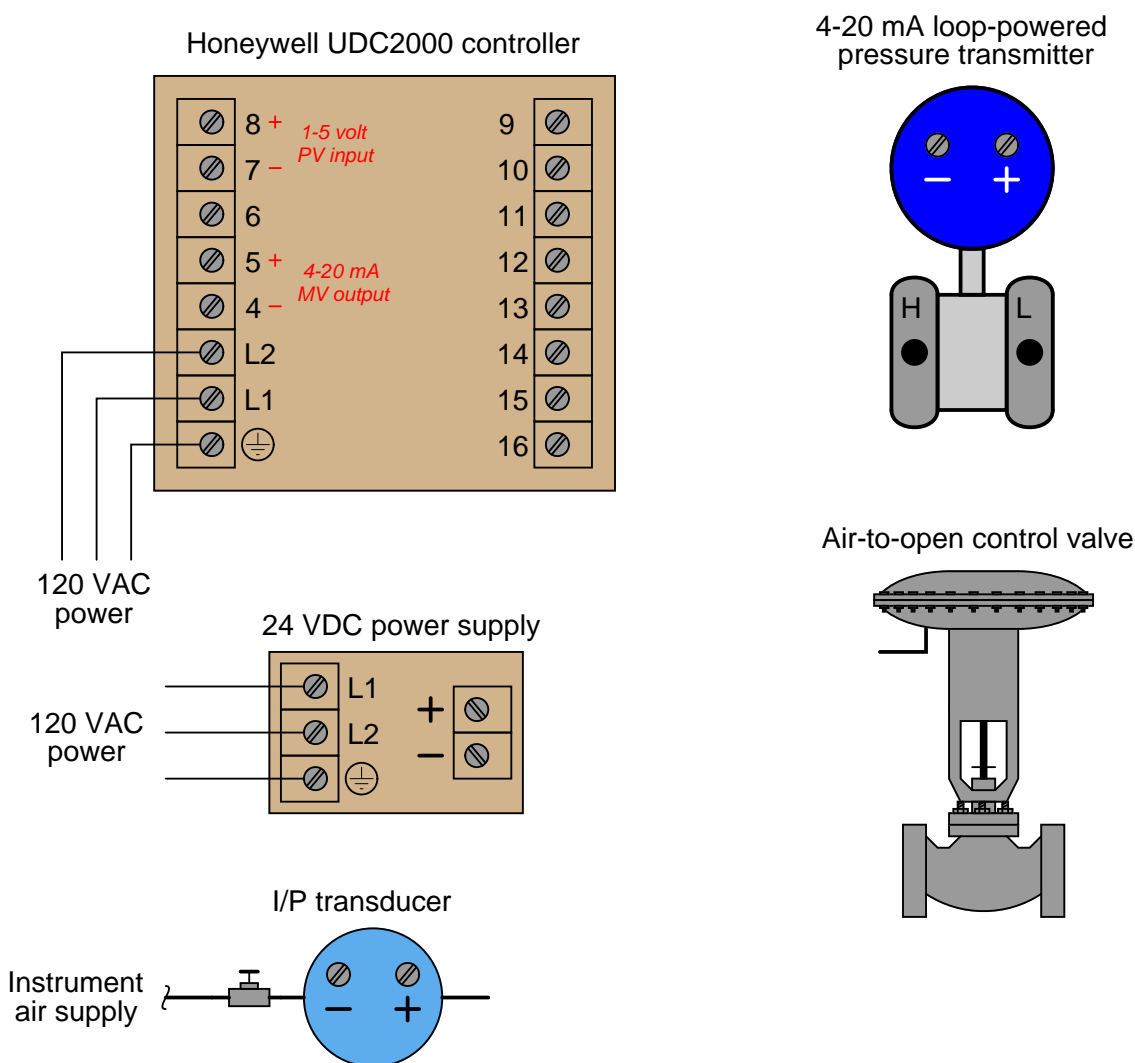 Honeywell UDC2000 controller
8 +
1-5 volt
PV input
7 −
6
5 +
4-20 mA
MV output
4 −
L2
L1
9
10
11
12
13
14
15
16
120 VAC
power
4-20 mA loop-powered
pressure transmitter
− +
H L
24 VDC power supply
L1
L2
+
−
120 VAC
power
Air-to-open control valve
I/P transducer
− +
Instrument
air supply